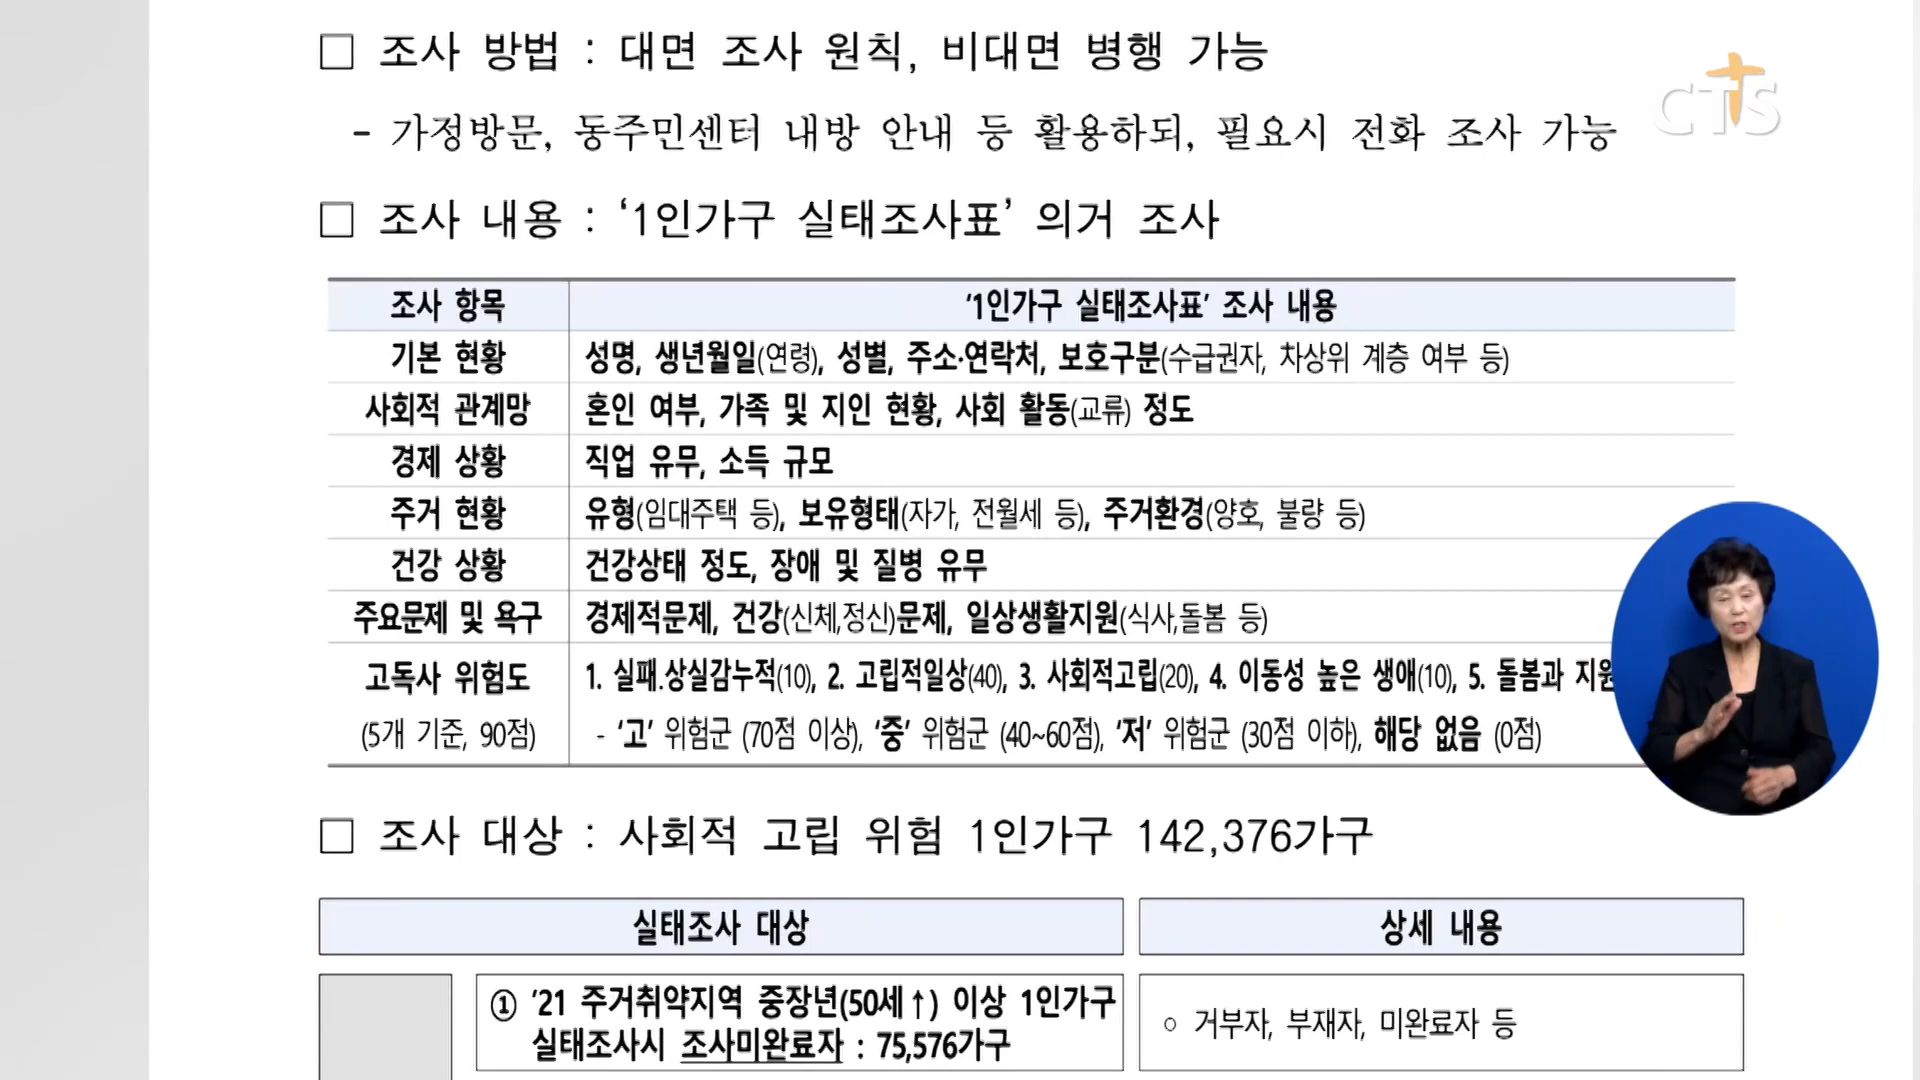 □ 조사 방법 : 대면 조사 원칙, 비대면 병행 가능
CTS
- 가정방문, 동주민센터 내방 안내 등 활용하되, 필요시 전화 조사 가능
□ 조사 내용 : ‘1인가구 실태조사표’ 의거 조사
조사 항목 ‘1인가구 실태조사표’ 조사 내용
기본 현황 성명, 생년월일(연령), 성별, 주소·연락처, 보호구분(수급권자, 차상위 계층 여부 등)
사회적 관계망 혼인 여부, 가족 및 지인 현황, 사회 활동(교류) 정도
경제 상황 직업 유무, 소득 규모
주거 현황 유형(임대주택 등), 보유형태(자가, 전월세 등), 주거환경(양호, 불량 등)
건강 상황 건강상태 정도, 장애 및 질병 유무
주요문제 및 욕구 경제적문제, 건강(신체,정신)문제, 일상생활지원(식사,돌봄 등)
고독사 위험도 1. 실패.상실감누적(10), 2. 고립적일상(40), 3. 사회적고립(20), 4. 이동성 높은 생애(10), 5. 돌봄과 지원
(5개 기준, 90점) - ‘고’ 위험군 (70점 이상), ‘중’ 위험군 (40~60점), ‘저’ 위험군 (30점 이하), 해당 없음 (0점)
□ 조사 대상 : 사회적 고립 위험 1인가구 142,376가구
실태조사 대상 상세 내용
① ’21 주거취약지역 중장년(50세↑) 이상 1인가구
실태조사시 조사미완료자 : 75,576가구
○ 거부자, 부재자, 미완료자 등